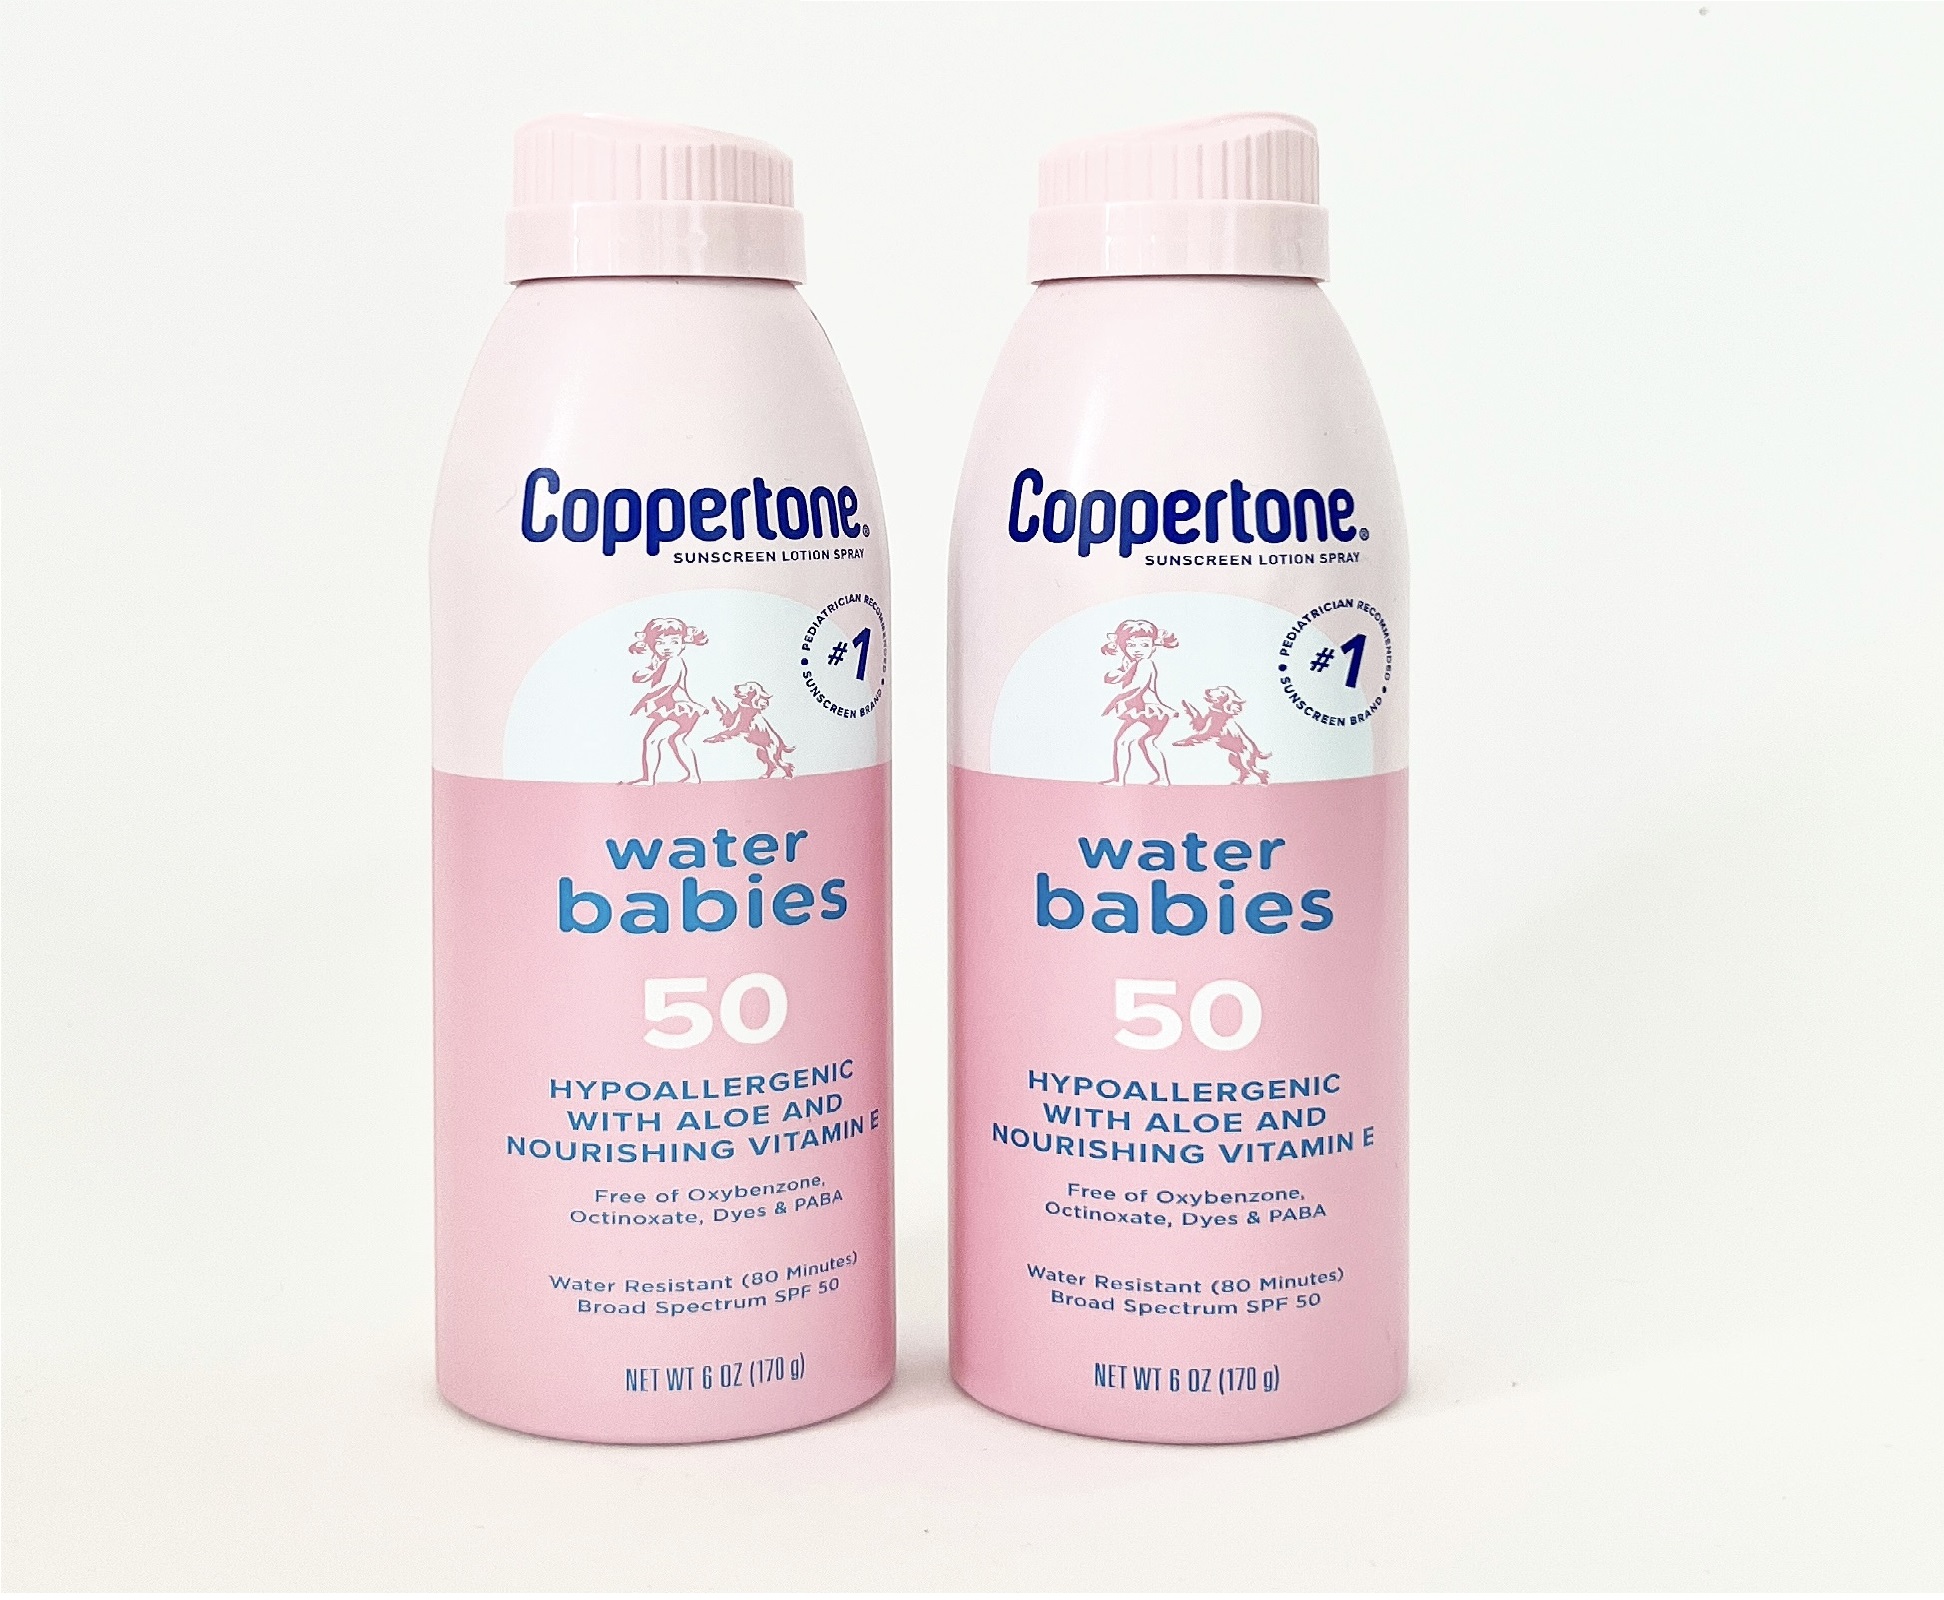 Coppertone®
SUNSCREEN LOTION SPRAY
PEDIATRICIAN RECOMMENDED
#1
SUNSCREEN BRAND
water
babies
50
HYPOALLERGENIC
WITH ALOE AND
NOURISHING VITAMIN E
Free of Oxybenzone,
Octinoxate, Dyes & PABA
Water Resistant (80 Minutes)
Broad Spectrum SPF 50
NET WT 6 OZ (170 g)
Coppertone®
SUNSCREEN LOTION SPRAY
PEDIATRICIAN RECOMMENDED
#1
SUNSCREEN BRAND
water
babies
50
HYPOALLERGENIC
WITH ALOE AND
NOURISHING VITAMIN E
Free of Oxybenzone,
Octinoxate, Dyes & PABA
Water Resistant (80 Minutes)
Broad Spectrum SPF 50
NET WT 6 OZ (170 g)